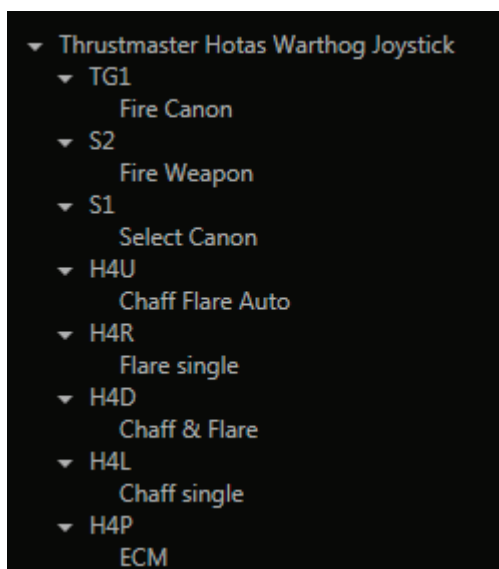 Thrustmaster Hotas Warthog Joystick
TG1
Fire Canon
S2
Fire Weapon
S1
Select Canon
H4U
Chaff Flare Auto
H4R
Flare single
H4D
Chaff & Flare
H4L
Chaff single
H4P
ECM